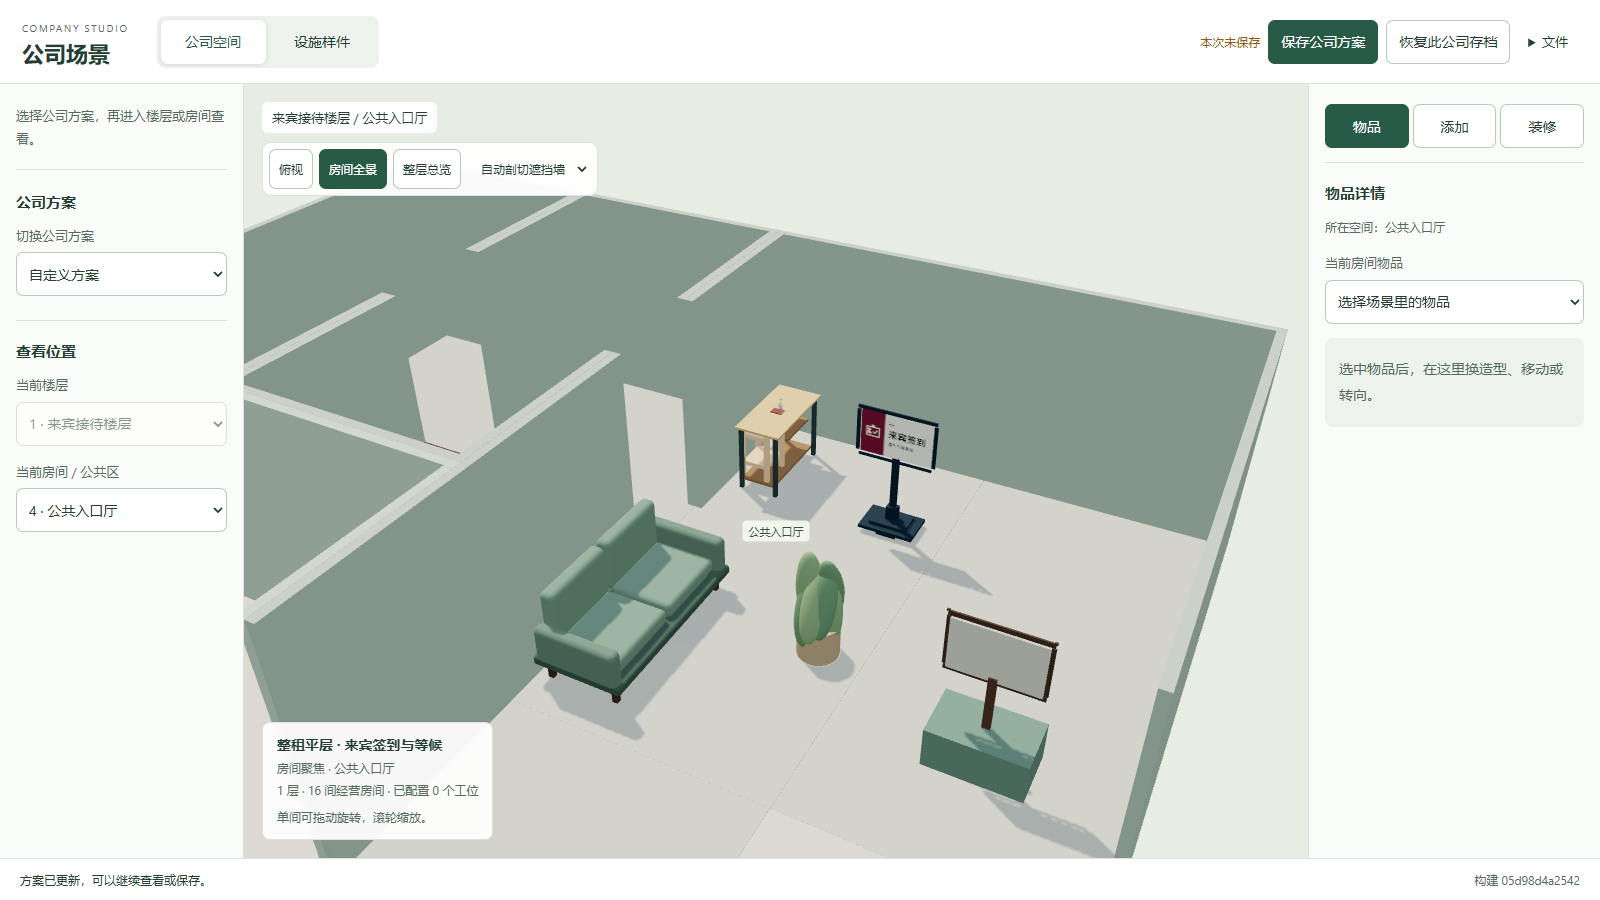 COMPANY STUDIO
公司场景
公司空间
设施样件
本次未保存
保存公司方案
恢复此公司存档
文件
选择公司方案，再进入楼层或房间查看。
公司方案
切换公司方案
自定义方案
查看位置
当前楼层
1 · 来宾接待楼层
当前房间 / 公共区
4 · 公共入口厅
来宾接待楼层 / 公共入口厅
俯视
房间全景
整层总览
自动剖切遮挡墙
来宾签到
公共入口厅
整租平层 · 来宾签到与等候
房间聚焦 · 公共入口厅
1 层 · 16 间经营房间 · 已配置 0 个工位
单间可拖动旋转，滚轮缩放。
物品
添加
装修
物品详情
所在空间：公共入口厅
当前房间物品
选择场景里的物品
选中物品后，在这里换造型、移动或转向。
方案已更新，可以继续查看或保存。
构建 05d98d4a2542